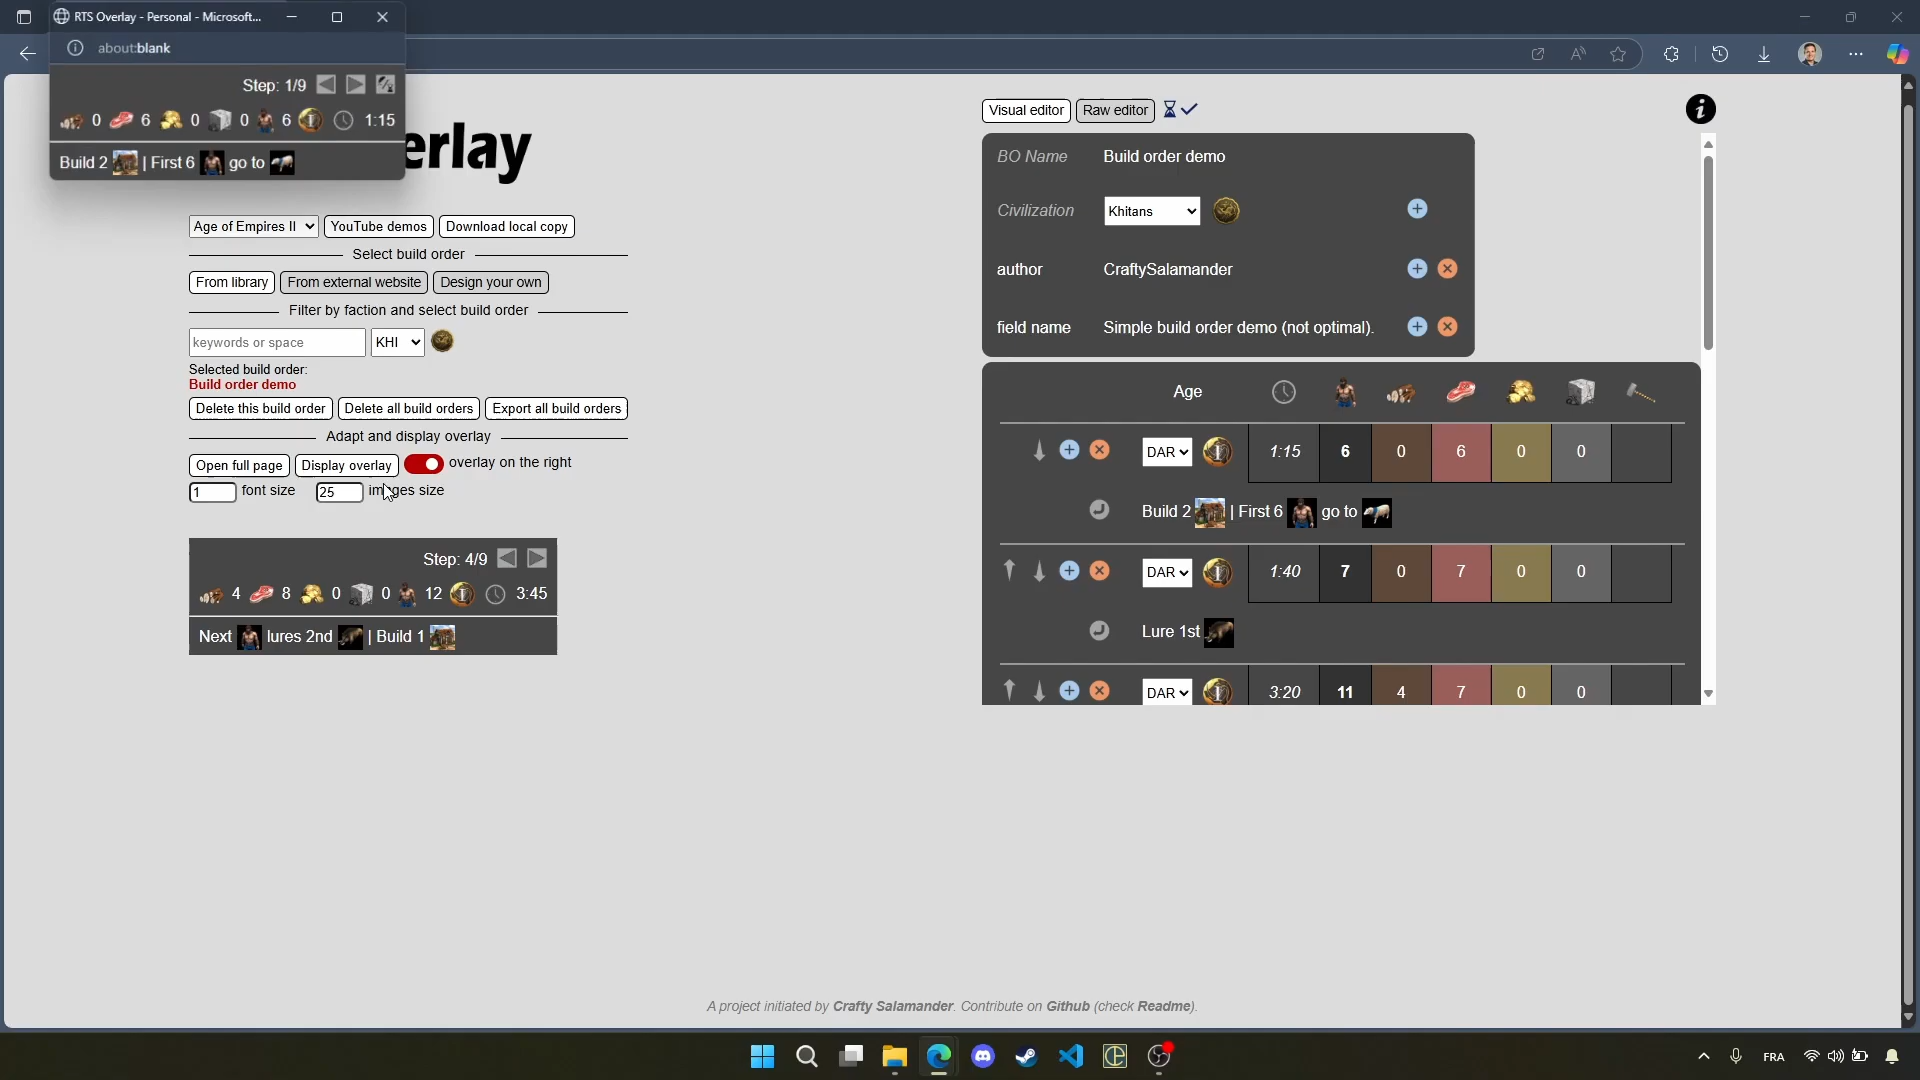 RTS Overlay - Personal - Microsoft...
about:blank
Step: 1/9
0 6 0 0 6 1:15
Build 2 | First 6 go to
erlay
Age of Empires II YouTube demos Download local copy
Select build order
From library From external website Design your own
Filter by faction and select build order
keywords or space KHI
Selected build order:
Build order demo
Delete this build order Delete all build orders Export all build orders
Adapt and display overlay
Open full page Display overlay overlay on the right
1 font size 25 images size
Step: 4/9
4 8 0 0 12 3:45
Next lures 2nd | Build 1
Visual editor Raw editor
BO Name Build order demo
Civilization Khitans
author CraftySalamander
field name Simple build order demo (not optimal).
Age
DAR 1:15 6 0 6 0 0
Build 2 | First 6 go to
DAR 1:40 7 0 7 0 0
Lure 1st
DAR 3:20 11 4 7 0 0
A project initiated by Crafty Salamander. Contribute on Github (check Readme).
FRA